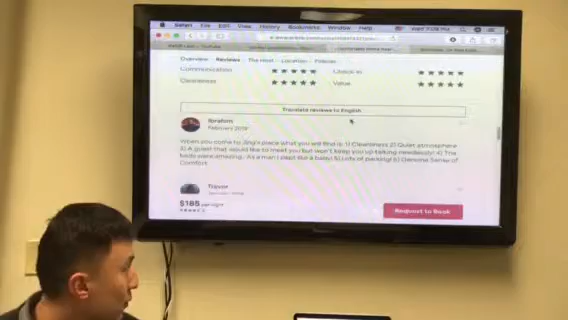 Safari File Edit View History Bookmarks Window Help
Overview Reviews The Host Location Policies
Communication ★★★★★ Check In ★★★★★
Cleanliness ★★★★★ Value ★★★★★
Translate reviews to English
Ibrahim
February 2019
When you come to Jing's place what you will find is: 1) Cleanliness 2) Quiet atmosphere
3) A guest that would like to meet you but won't keep you up talking needlessly! 4) The
beds were amazing. As a man I slept like a baby! 5) Lots of parking! 6) Genuine Sense of
Comfort
Trevor
$185 per night
Request to Book